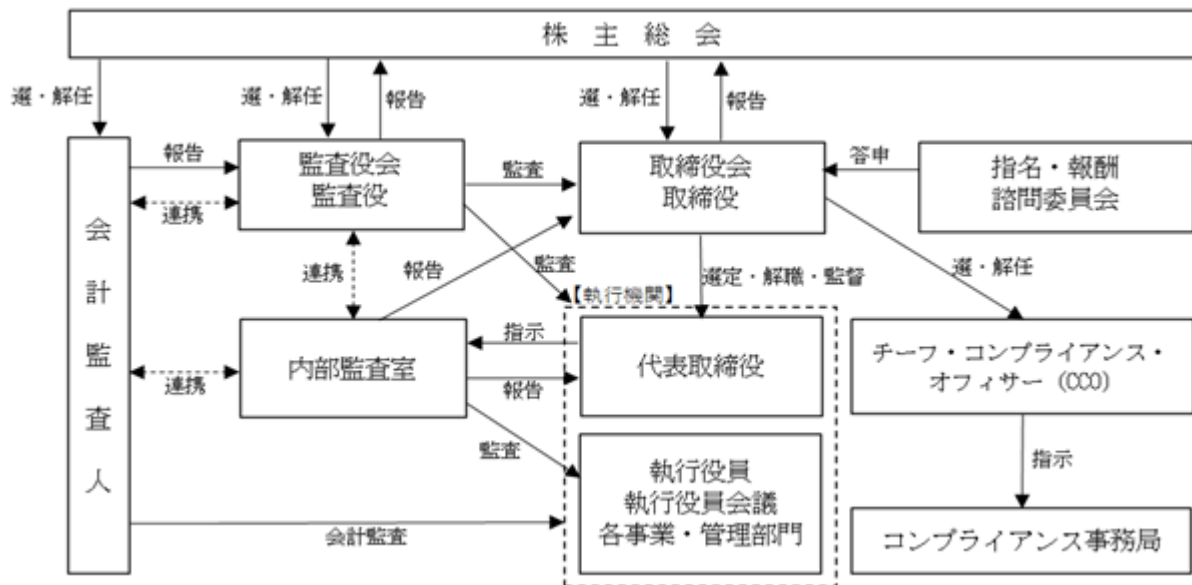 株主総会
選・解任
選・解任
報告
選・解任
報告
会計監査人
報告
連携
監査役会
監査役
監査
取締役会
取締役
答申
指名・報酬
諮問委員会
連携
報告
監査
選定・解職・監督
選・解任
【執行機関】
連携
内部監査室
指示
報告
代表取締役
チーフ・コンプライアンス・
オフィサー（CCO）
監査
執行役員
執行役員会議
各事業・管理部門
指示
会計監査
コンプライアンス事務局